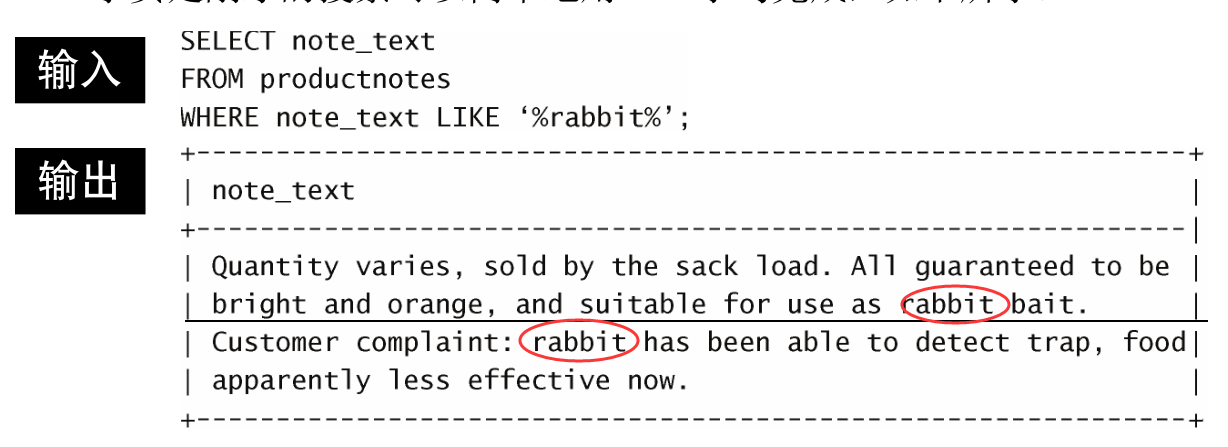 输入
SELECT note_text
FROM productnotes
WHERE note_text LIKE ‘%rabbit%’;
输出
+--------------------------------------------------------------+
| note_text |
+--------------------------------------------------------------|
| Quantity varies, sold by the sack load. All guaranteed to be |
| bright and orange, and suitable for use as rabbit bait. |
| Customer complaint: rabbit has been able to detect trap, food|
| apparently less effective now. |
+--------------------------------------------------------------+